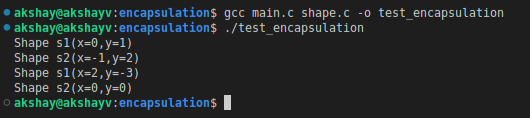 akshay@akshayv:encapsulation$ gcc main.c shape.c -o test_encapsulation
akshay@akshayv:encapsulation$ ./test_encapsulation
Shape s1(x=0,y=1)
Shape s2(x=-1,y=2)
Shape s1(x=2,y=-3)
Shape s2(x=0,y=0)
akshay@akshayv:encapsulation$